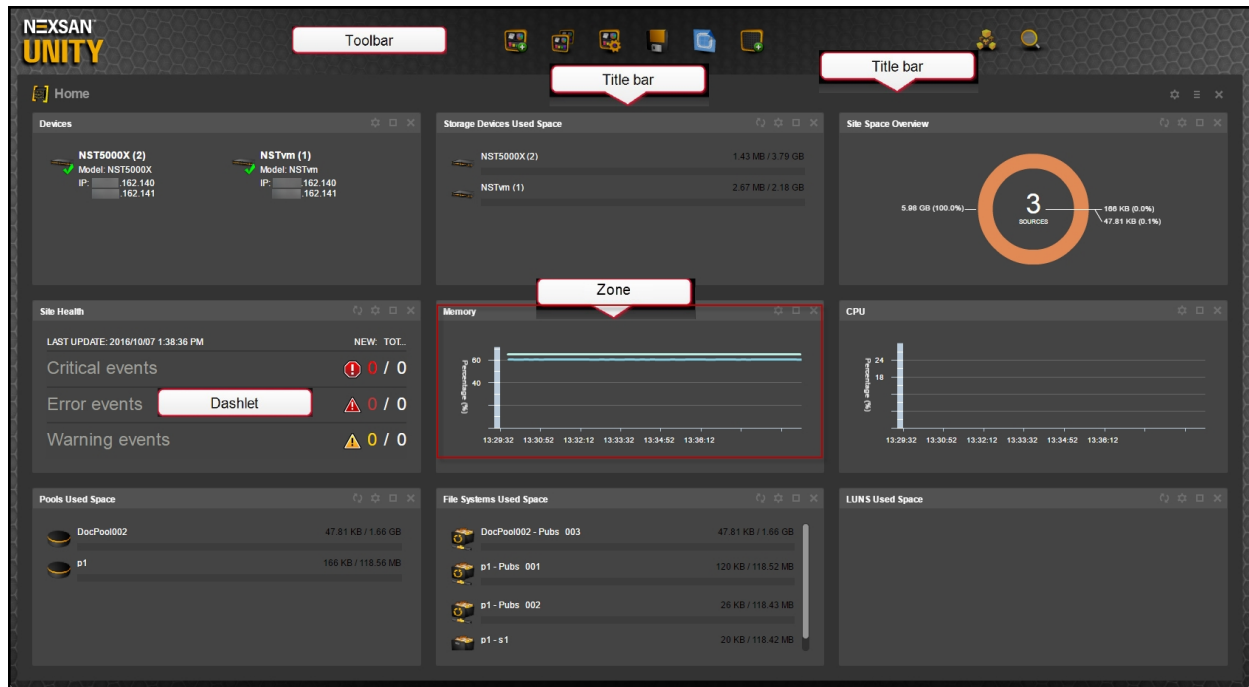 NEXSAN
UNITY
Toolbar
Title bar
Title bar
Home
Devices
NST5000X (2)
Model: NST5000X
IP: .162.140
.162.141
NSTvm (1)
Model: NSTvm
IP: .162.140
.162.141
Storage Devices Used Space
NST5000X (2) 1.43 MB / 3.79 GB
NSTvm (1) 2.67 MB / 2.18 GB
Site Space Overview
5.98 GB (100.0%)
3
SOURCES
166 KB (0.0%)
47.81 KB (0.1%)
Site Health
LAST UPDATE: 2016/10/07 1:38:36 PM NEW: TOT...
Critical events 0 / 0
Error events 0 / 0
Dashlet
Warning events 0 / 0
Zone
Memory
Percentage (%)
60
40
13:29:32 13:30:52 13:32:12 13:33:32 13:34:52 13:36:12
CPU
Percentage (%)
24
18
13:29:32 13:30:52 13:32:12 13:33:32 13:34:52 13:36:12
Pools Used Space
DocPool002 47.81 KB / 1.66 GB
p1 166 KB / 118.56 MB
File Systems Used Space
DocPool002 - Pubs 003 47.81 KB / 1.66 GB
p1 - Pubs 001 120 KB / 118.52 MB
p1 - Pubs 002 26 KB / 118.43 MB
p1 - s1 20 KB / 118.42 MB
LUNS Used Space